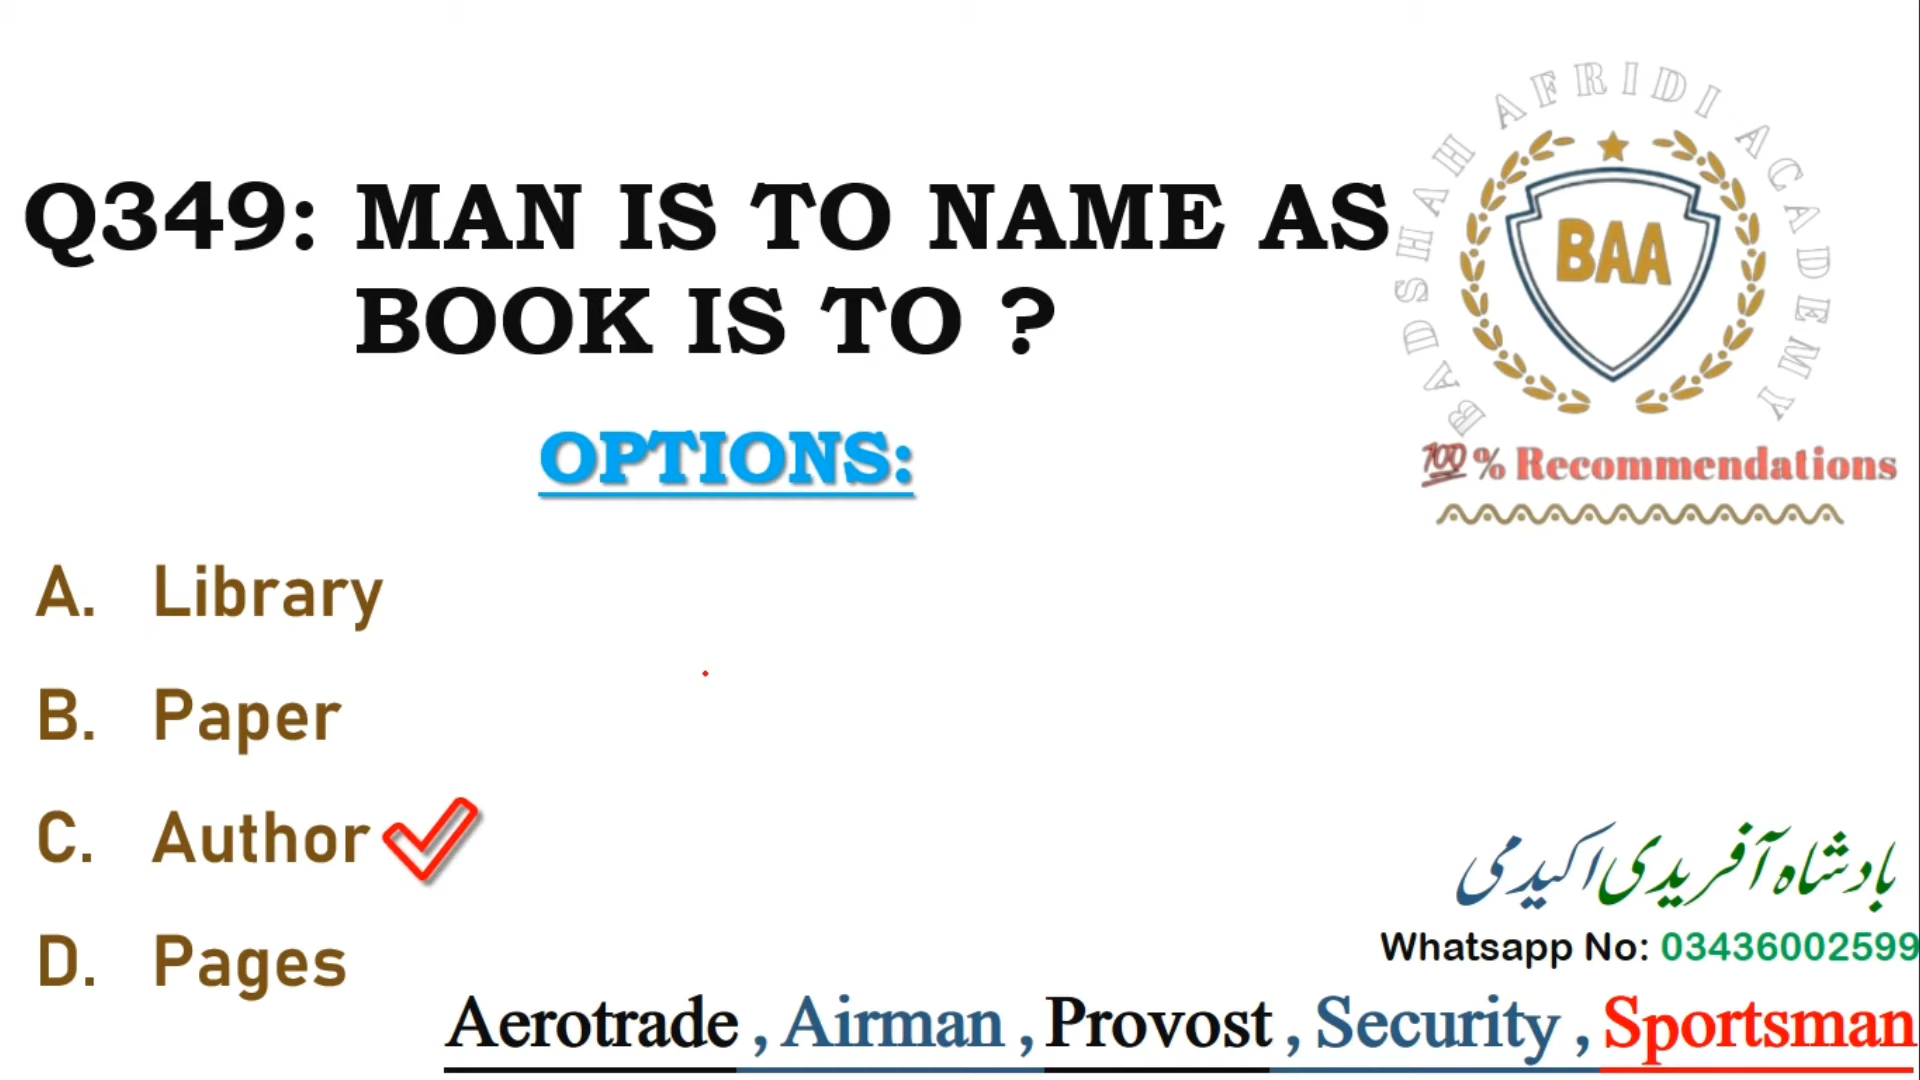 BADSHAH AFRIDI ACADEMY
BAA
Q349: MAN IS TO NAME AS
BOOK IS TO ?
💯% Recommendations
OPTIONS:
A. Library
B. Paper
C. Author
D. Pages
بادشاہ آفریدی اکیڈمی
Whatsapp No: 03436002599
Aerotrade , Airman , Provost , Security , Sportsman